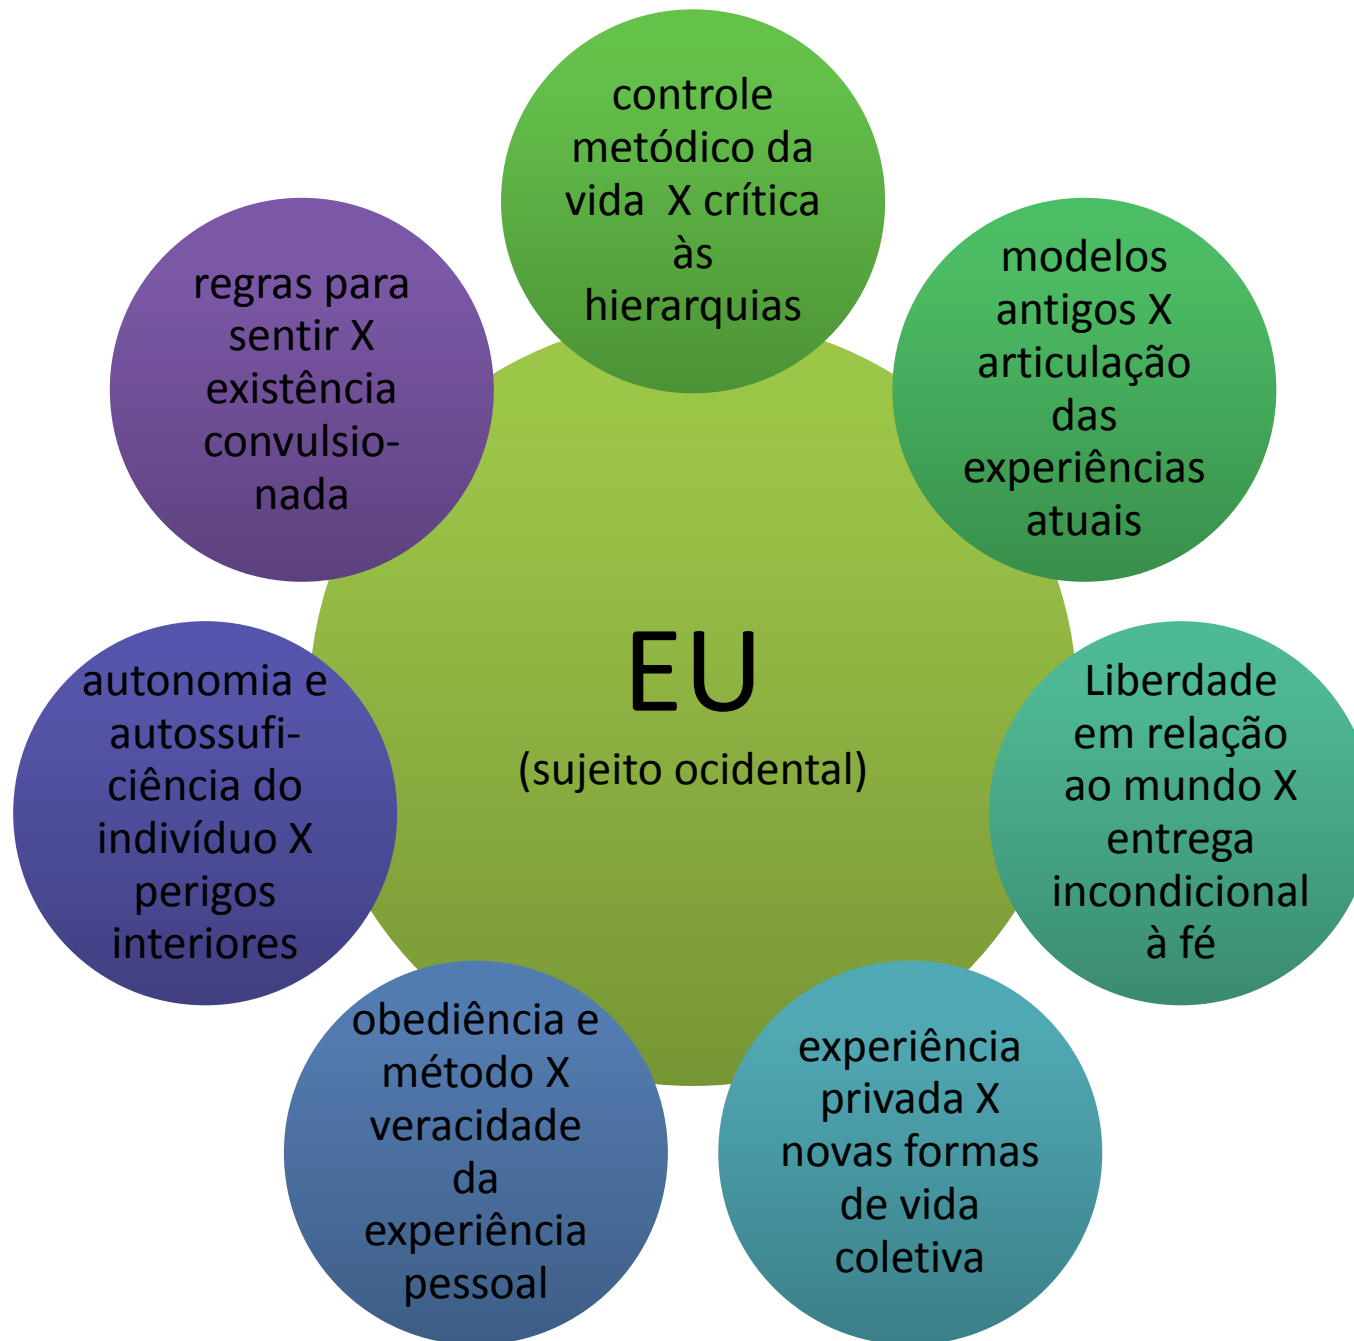 controle
metódico da
vida X crítica
às
hierarquias
modelos
antigos X
articulação
das
experiências
atuais
Liberdade
em relação
ao mundo X
entrega
incondicional
à fé
experiência
privada X
novas formas
de vida
coletiva
obediência e
método X
veracidade
da
experiência
pessoal
autonomia e
autossufi-
ciência do
indivíduo X
perigos
interiores
regras para
sentir X
existência
convulsio-
nada
EU
(sujeito ocidental)